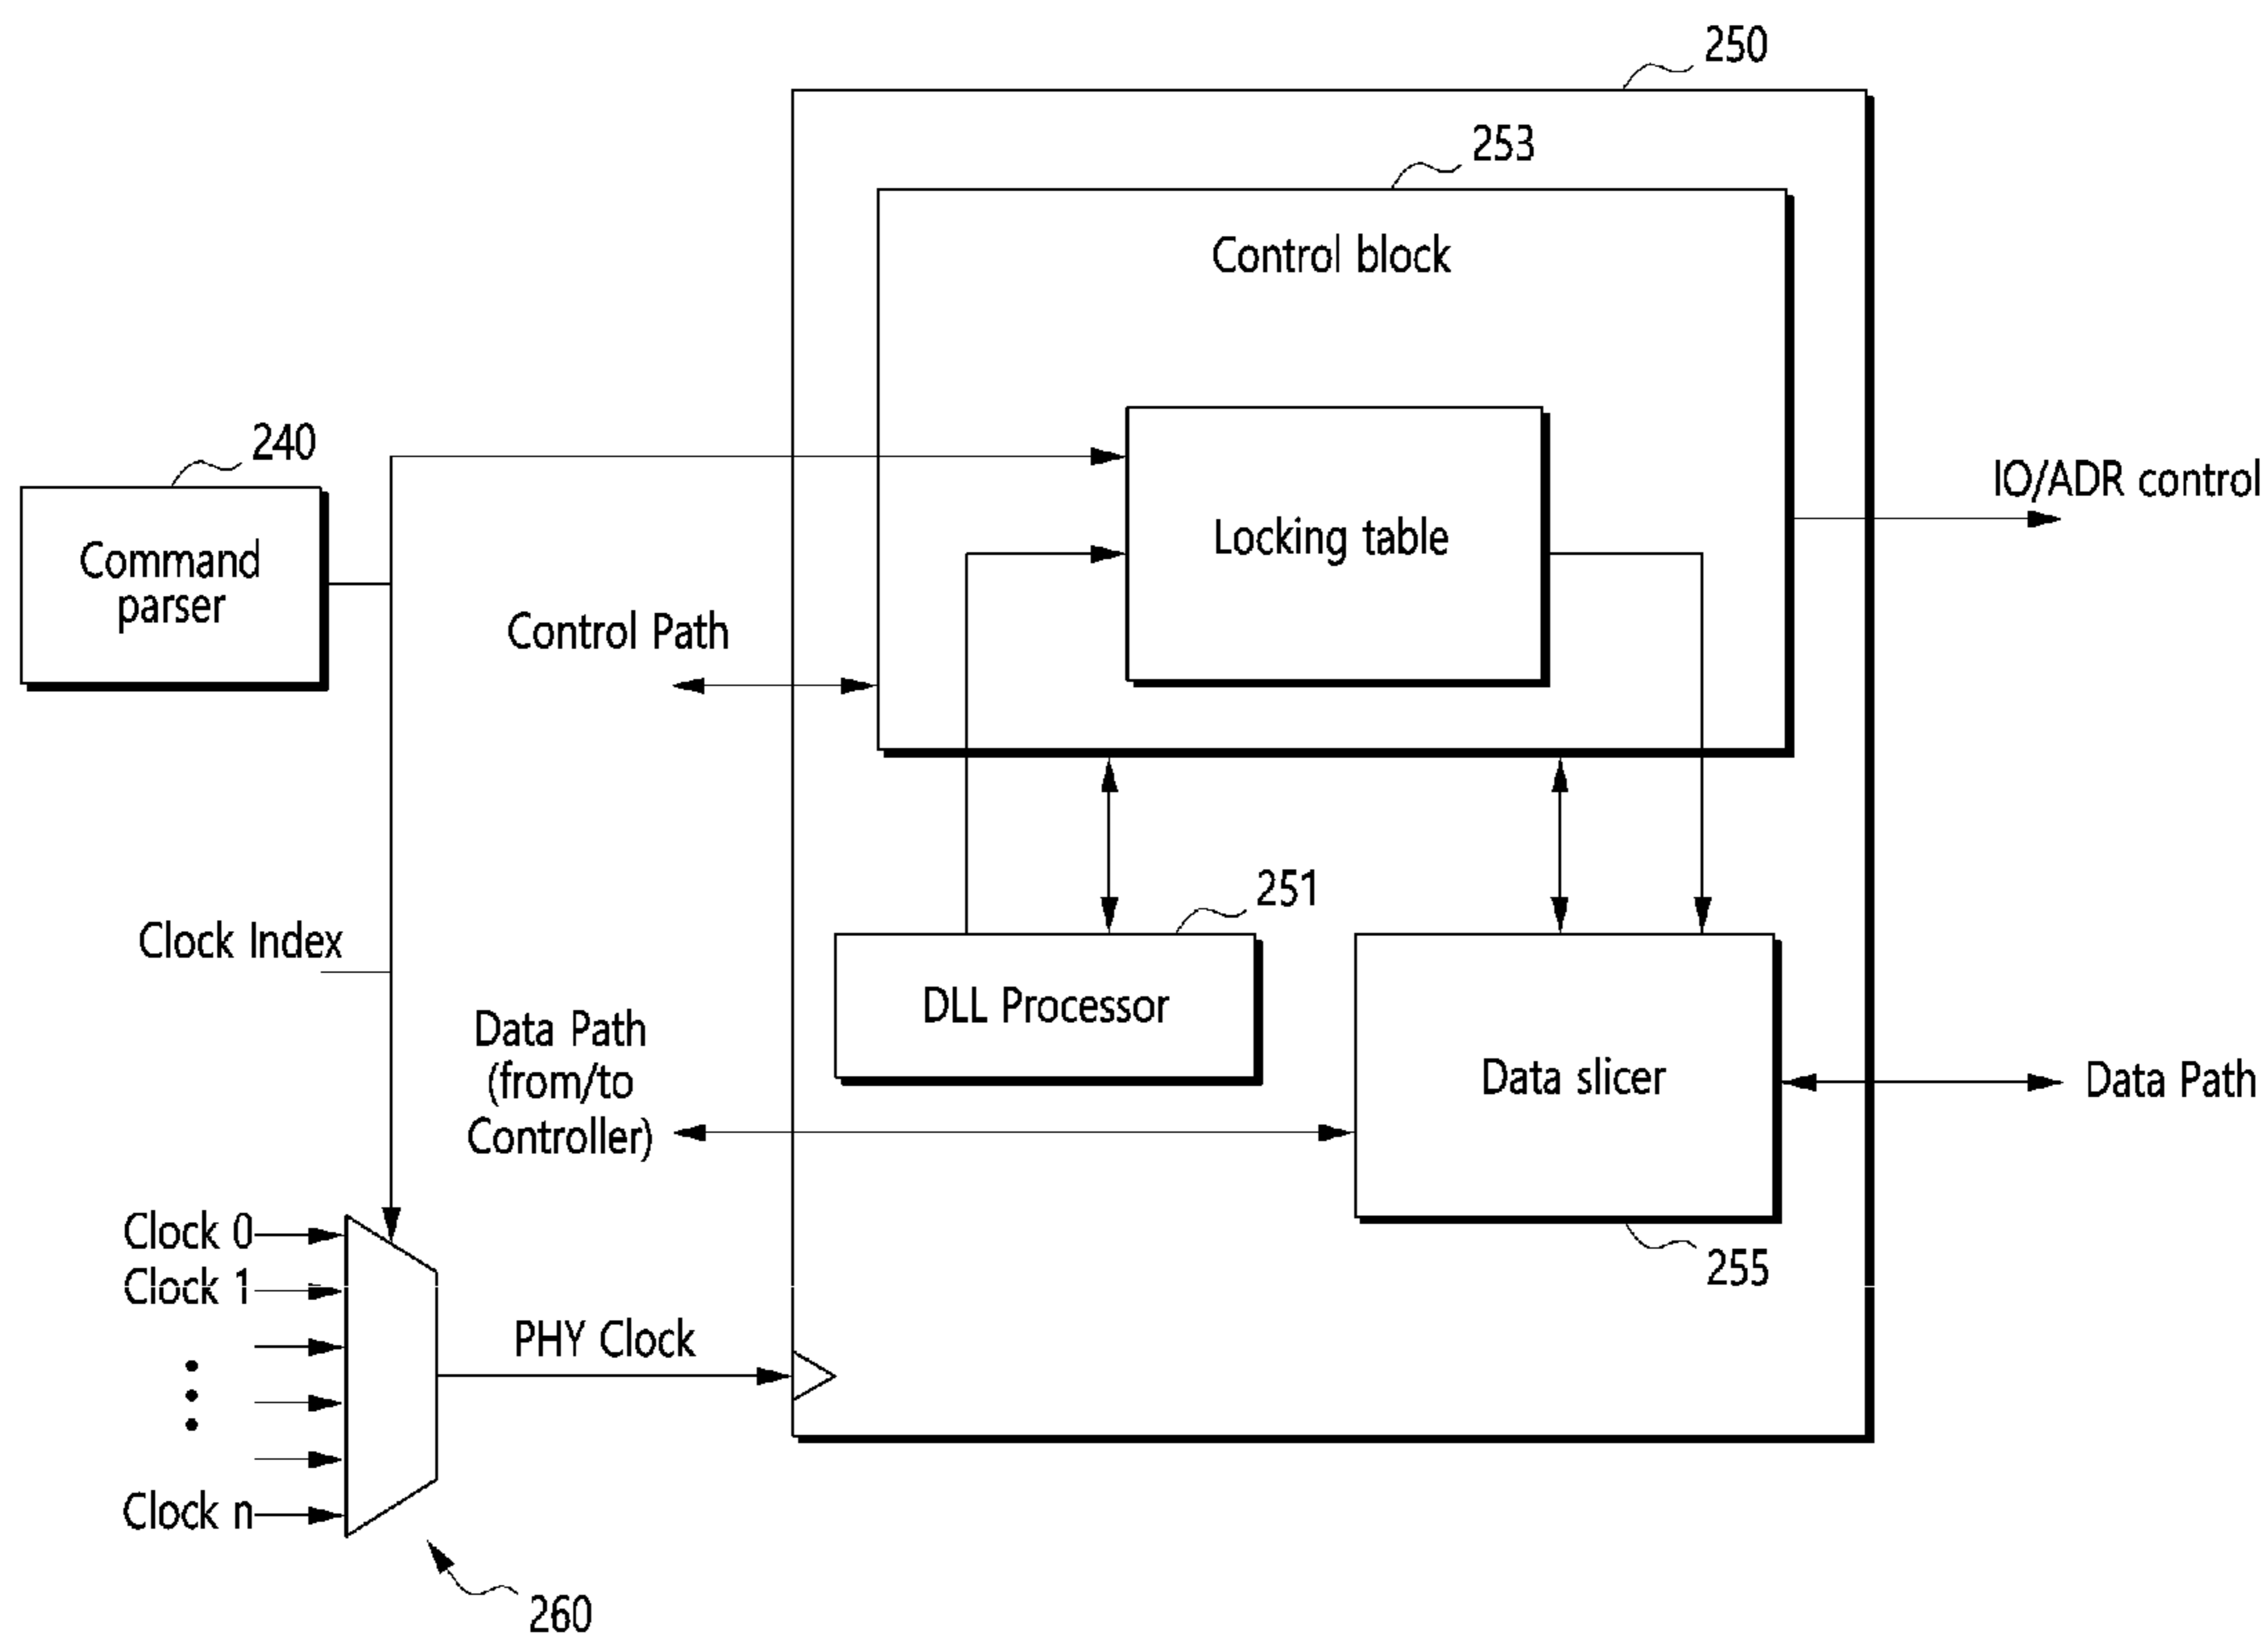 250
253
Control block
240
Command
parser
Locking table
IO/ADR control
Control Path
251
Clock Index
DLL Processor
Data Path
(from/to
Controller)
Data slicer
Data Path
Clock 0
Clock 1
255
PHY Clock
Clock n
260